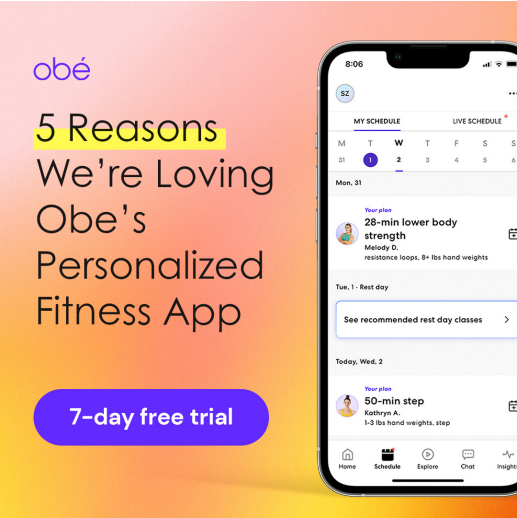 obé
5 Reasons
We're Loving
Obe's
Personalized
Fitness App
7-day free trial
8:06
SZ
MY SCHEDULE
LIVE SCHEDULE
M T W T F S S
31 1 2 3 4 5 6
Mon, 31
Your plan
28-min lower body
strength
Melody D.
resistance loops, 8+ lbs hand weights
Tue, 1 · Rest day
See recommended rest day classes
Today, Wed, 2
Your plan
50-min step
Kathryn A.
1-3 lbs hand weights, step
Home
Schedule
Explore
Chat
Insights